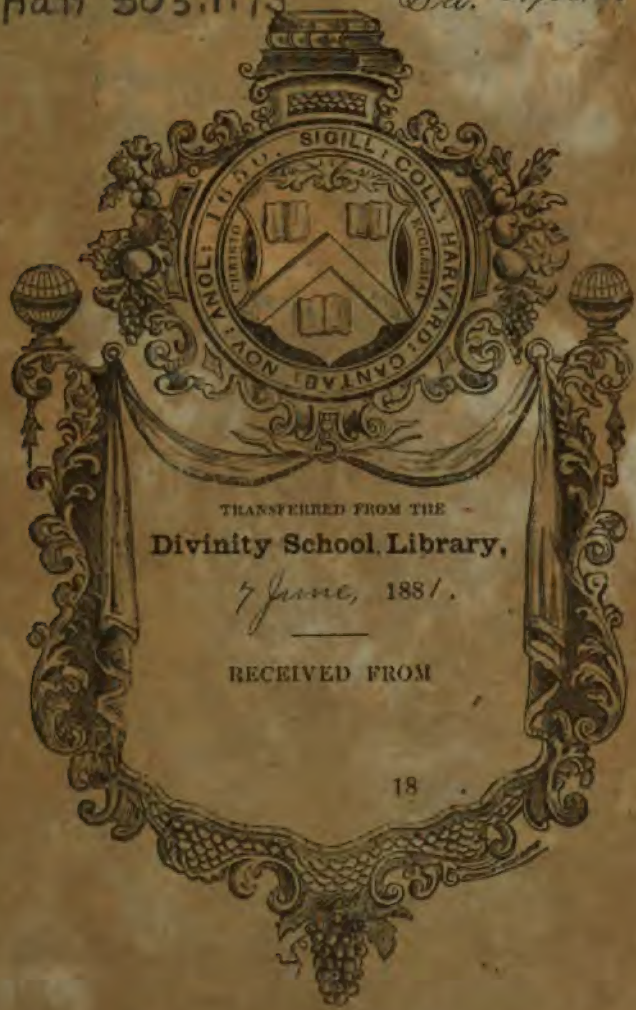 SIGILL: COLL: HARVARD: CANTAB: NOV: ANGL: 1650.
CHRISTO
ECCLESIAE
TRANSFERRED FROM THE
Divinity School Library,
7 June, 1881.
RECEIVED FROM
18 .